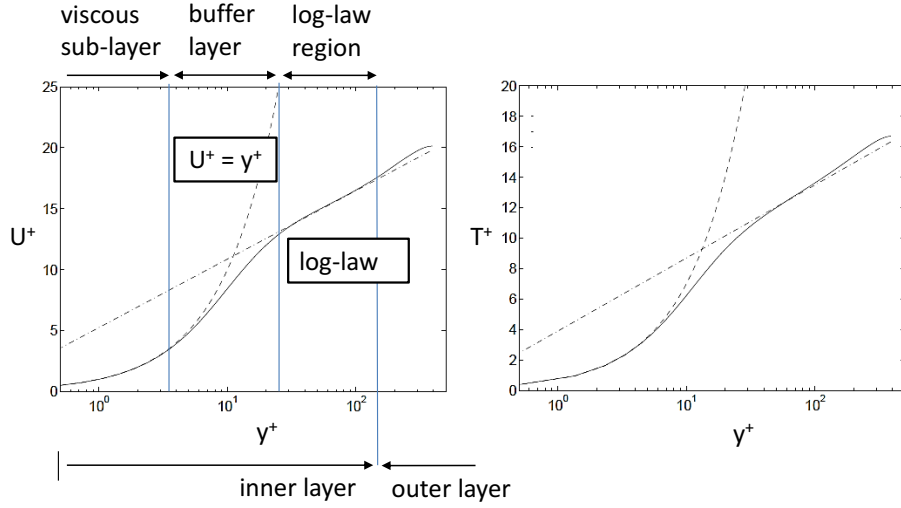 viscous
sub-layer
buffer
layer
log-law
region
25
20
15
10
5
0
U⁺
U⁺ = y⁺
log-law
10⁰
10¹
10²
y⁺
inner layer
outer layer
20
18
16
14
12
10
8
6
4
2
0
T⁺
10⁰
10¹
10²
y⁺